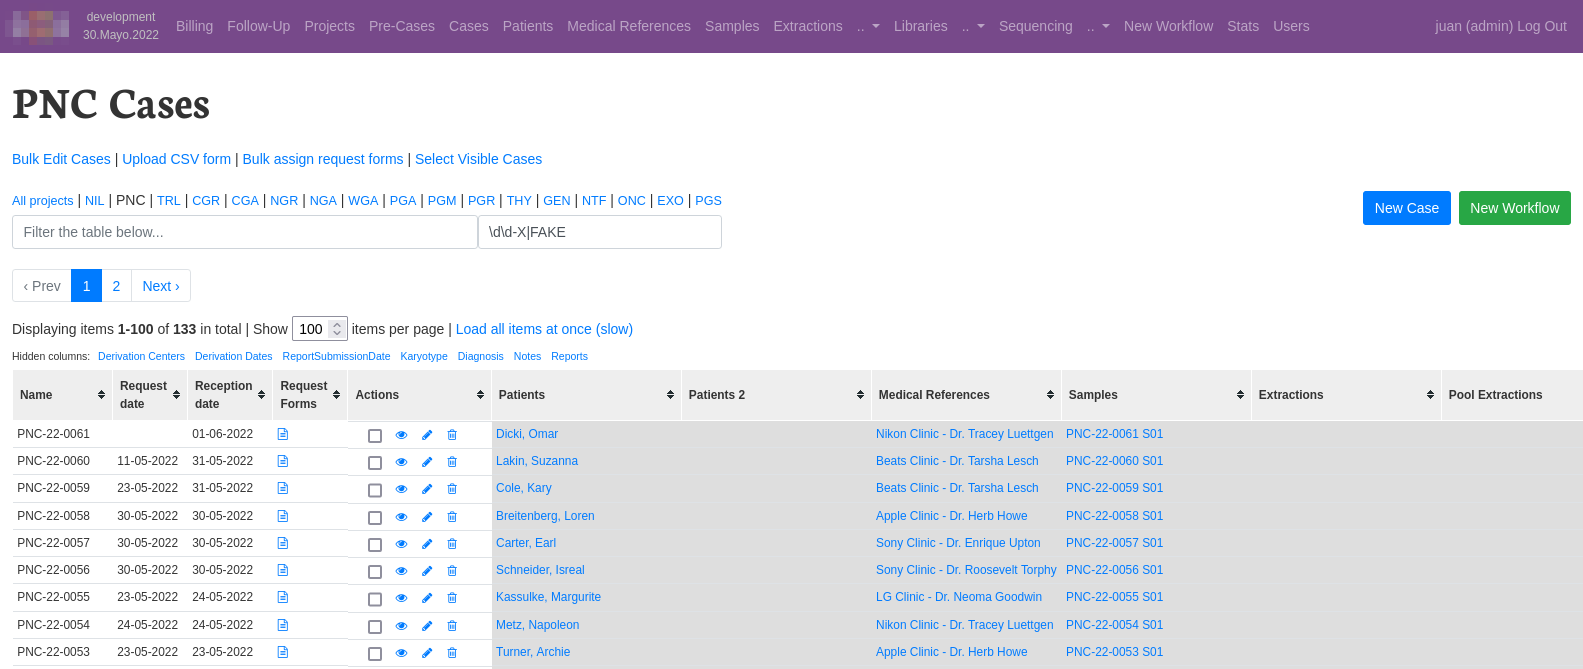 development
30.Mayo.2022
Billing Follow-Up Projects Pre-Cases Cases Patients Medical References Samples Extractions .. Libraries .. Sequencing .. New Workflow Stats Users juan (admin) Log Out
PNC Cases
Bulk Edit Cases | Upload CSV form | Bulk assign request forms | Select Visible Cases
All projects | NIL | PNC | TRL | CGR | CGA | NGR | NGA | WGA | PGA | PGM | PGR | THY | GEN | NTF | ONC | EXO | PGS
New Case New Workflow
Filter the table below... \d\d-X|FAKE
‹ Prev 1 2 Next ›
Displaying items 1-100 of 133 in total | Show 100 items per page | Load all items at once (slow)
Hidden columns: Derivation Centers Derivation Dates ReportSubmissionDate Karyotype Diagnosis Notes Reports
Name Request date Reception date Request Forms Actions Patients Patients 2 Medical References Samples Extractions Pool Extractions
PNC-22-0061 01-06-2022 Dicki, Omar Nikon Clinic - Dr. Tracey Luettgen PNC-22-0061 S01
PNC-22-0060 11-05-2022 31-05-2022 Lakin, Suzanna Beats Clinic - Dr. Tarsha Lesch PNC-22-0060 S01
PNC-22-0059 23-05-2022 31-05-2022 Cole, Kary Beats Clinic - Dr. Tarsha Lesch PNC-22-0059 S01
PNC-22-0058 30-05-2022 30-05-2022 Breitenberg, Loren Apple Clinic - Dr. Herb Howe PNC-22-0058 S01
PNC-22-0057 30-05-2022 30-05-2022 Carter, Earl Sony Clinic - Dr. Enrique Upton PNC-22-0057 S01
PNC-22-0056 30-05-2022 30-05-2022 Schneider, Isreal Sony Clinic - Dr. Roosevelt Torphy PNC-22-0056 S01
PNC-22-0055 23-05-2022 24-05-2022 Kassulke, Margurite LG Clinic - Dr. Neoma Goodwin PNC-22-0055 S01
PNC-22-0054 24-05-2022 24-05-2022 Metz, Napoleon Nikon Clinic - Dr. Tracey Luettgen PNC-22-0054 S01
PNC-22-0053 23-05-2022 23-05-2022 Turner, Archie Apple Clinic - Dr. Herb Howe PNC-22-0053 S01